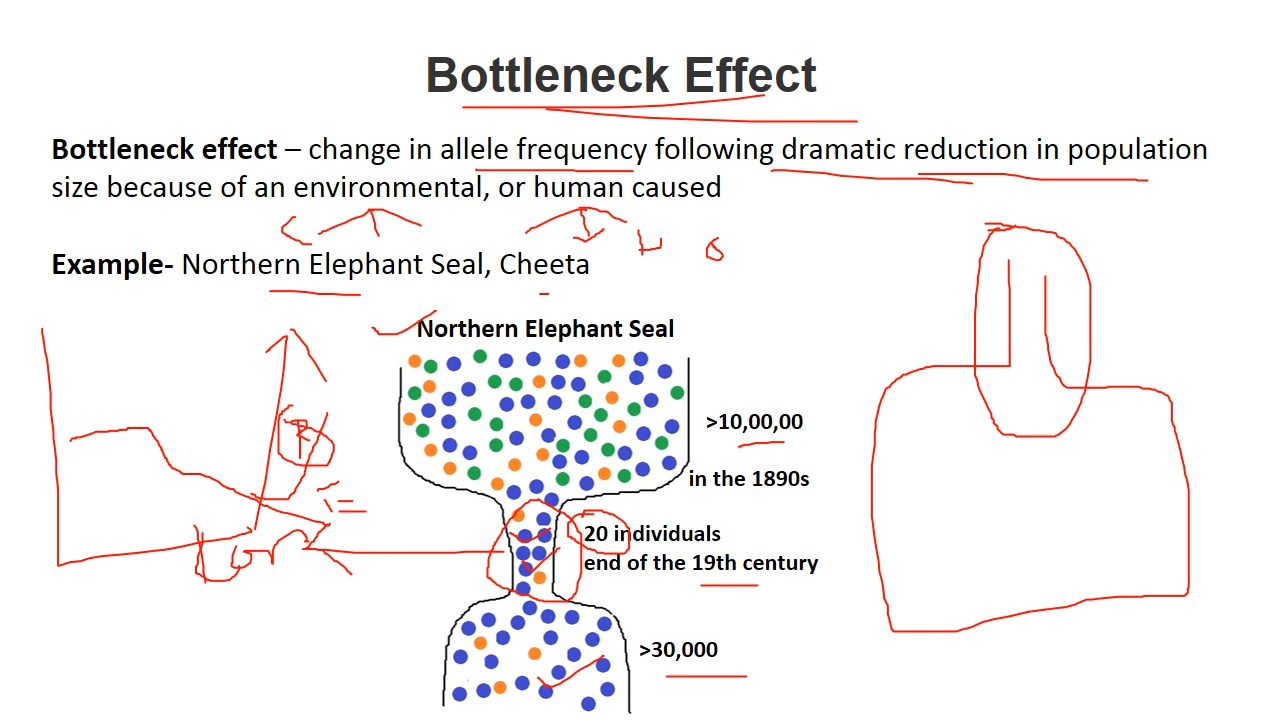 Bottleneck Effect
Bottleneck effect – change in allele frequency following dramatic reduction in population
size because of an environmental, or human caused
Example- Northern Elephant Seal, Cheeta
Northern Elephant Seal
>10,00,00
in the 1890s
20 individuals
end of the 19th century
>30,000